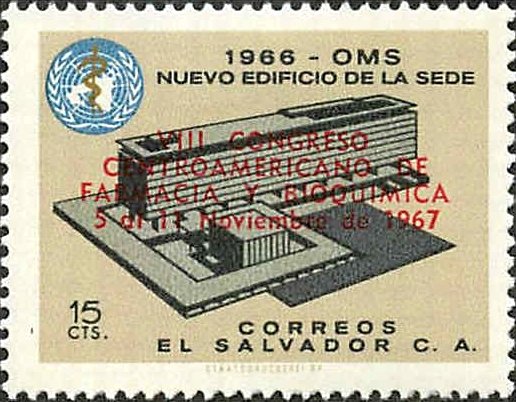 1966 - OMS
NUEVO EDIFICIO DE LA SEDE
VIII CONGRESO
CENTROAMERICANO DE
FARMACIA Y BIOQUIMICA
5 al 11 Noviembre de 1967
15
CTS.
CORREOS
EL SALVADOR C. A.